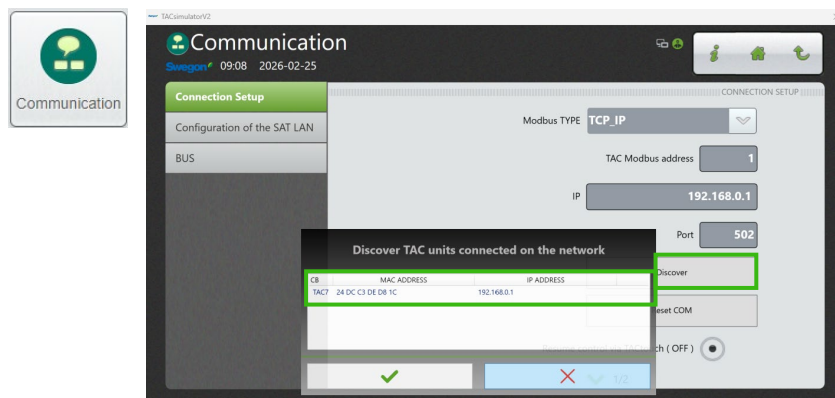 Communication
TACsimulatorV2
Communication
Swegon 09:08 2026-02-25
CONNECTION SETUP
Connection Setup
Configuration of the SAT LAN
BUS
Modbus TYPE TCP_IP
TAC Modbus address 1
IP 192.168.0.1
Port 502
Discover
eset COM
ch ( OFF )
Discover TAC units connected on the network
CB MAC ADDRESS IP ADDRESS
TAC7 24 DC C3 DE D8 1C 192.168.0.1
1/2